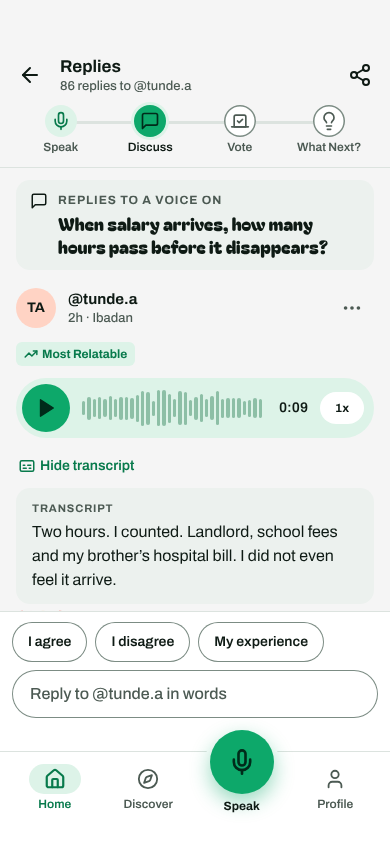 Replies
86 replies to @tunde.a
Speak
Discuss
Vote
What Next?
REPLIES TO A VOICE ON
When salary arrives, how many
hours pass before it disappears?
TA
@tunde.a
2h · Ibadan
Most Relatable
0:09
1x
Hide transcript
TRANSCRIPT
Two hours. I counted. Landlord, school fees
and my brother’s hospital bill. I did not even
feel it arrive.
I agree
I disagree
My experience
Reply to @tunde.a in words
Home
Discover
Speak
Profile